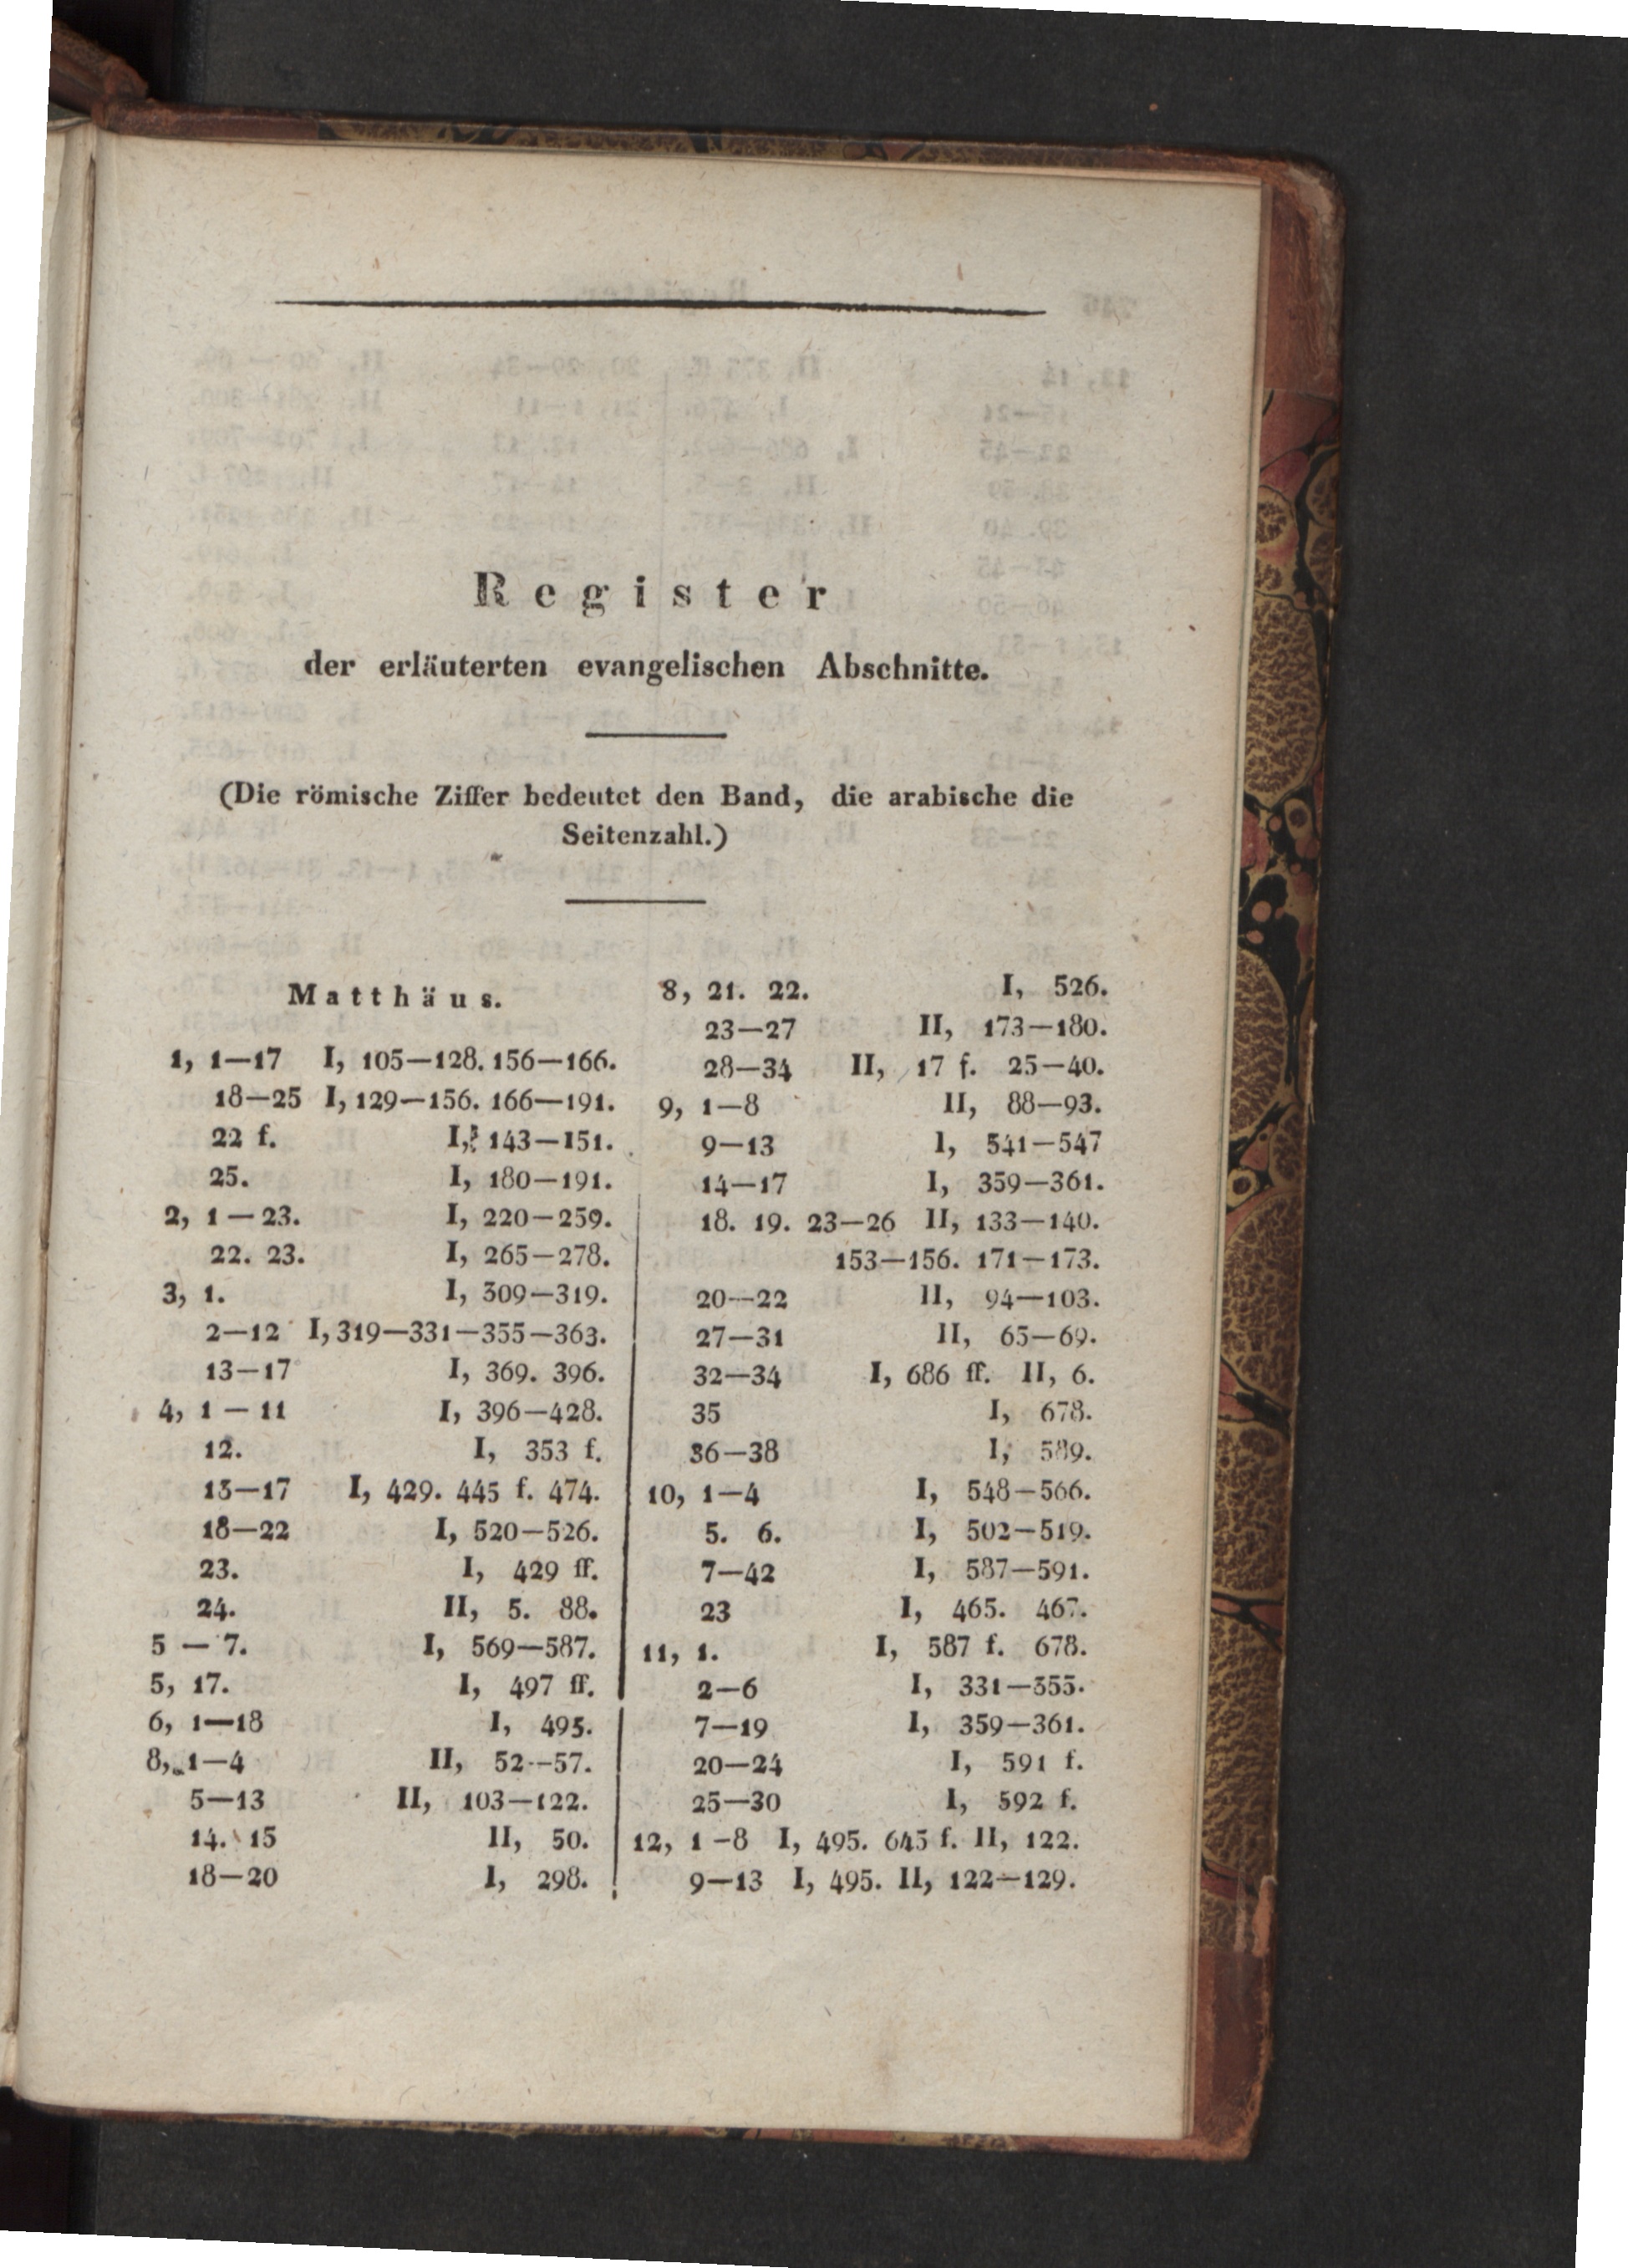 Register
der erläuterten evangelischen Abschnitte.
(Die römische Ziffer bedeutet den Band, die arabische die
Seitenzahl.)
Matthäus.
1, 1—17 I, 105—128. 156—166.
18—25 I, 129—156. 166—191.
22 f. I, 143—151.
25. I, 180—191.
2, 1—23. I, 220—259.
22. 23. I, 265—278.
3, 1. I, 309—319.
2—12 I, 319—331—355—363.
13—17 I, 369. 396.
4, 1—11 I, 396—428.
12. I, 353 f.
13—17 I, 429. 445 f. 474.
18—22 I, 520—526.
23. I, 429 ff.
24. II, 5. 88.
5—7. I, 569—587.
5, 17. I, 497 ff.
6, 1—18 I, 495.
8, 1—4 II, 52—57.
5—13 II, 103—122.
14. 15 II, 50.
18—20 I, 298.
8, 21. 22. I, 526.
23—27 II, 173—180.
28—34 II, 17 f. 25—40.
9, 1—8 II, 88—93.
9—13 I, 541—547
14—17 I, 359—361.
18. 19. 23—26 II, 133—140.
153—156. 171—173.
20—22 II, 94—103.
27—31 II, 65—69.
32—34 I, 686 ff. II, 6.
35 I, 678.
36—38 I, 589.
10, 1—4 I, 548—566.
5. 6. I, 502—519.
7—42 I, 587—591.
23 I, 465. 467.
11, 1. I, 587 f. 678.
2—6 I, 331—355.
7—19 I, 359—361.
20—24 I, 591 f.
25—30 I, 592 f.
12, 1—8 I, 495. 645 f. II, 122.
9—13 I, 495. II, 122—129.